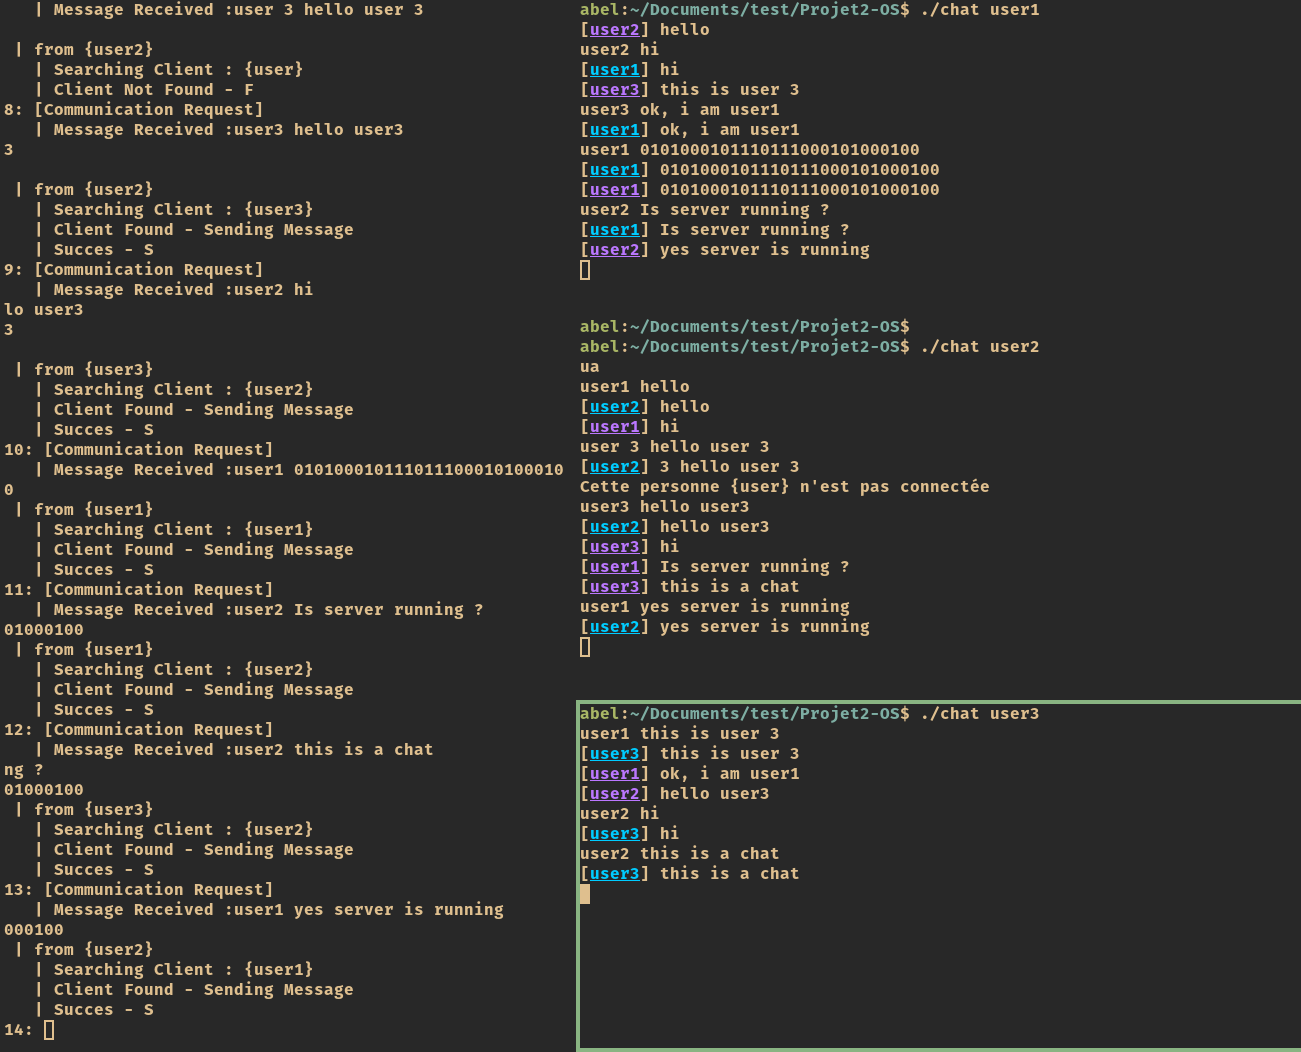 | Message Received :user 3 hello user 3
| from {user2}
| Searching Client : {user}
| Client Not Found - F
8: [Communication Request]
| Message Received :user3 hello user3
3
| from {user2}
| Searching Client : {user3}
| Client Found - Sending Message
| Succes - S
9: [Communication Request]
| Message Received :user2 hi
lo user3
3
| from {user3}
| Searching Client : {user2}
| Client Found - Sending Message
| Succes - S
10: [Communication Request]
| Message Received :user1 010100010111011100010100010
0
| from {user1}
| Searching Client : {user1}
| Client Found - Sending Message
| Succes - S
11: [Communication Request]
| Message Received :user2 Is server running ?
01000100
| from {user1}
| Searching Client : {user2}
| Client Found - Sending Message
| Succes - S
12: [Communication Request]
| Message Received :user2 this is a chat
ng ?
01000100
| from {user3}
| Searching Client : {user2}
| Client Found - Sending Message
| Succes - S
13: [Communication Request]
| Message Received :user1 yes server is running
000100
| from {user2}
| Searching Client : {user1}
| Client Found - Sending Message
| Succes - S
14:
abel:~/Documents/test/Projet2-OS$ ./chat user1
[user2] hello
user2 hi
[user1] hi
[user3] this is user 3
user3 ok, i am user1
[user1] ok, i am user1
user1 0101000101110111000101000100
[user1] 0101000101110111000101000100
[user1] 0101000101110111000101000100
user2 Is server running ?
[user1] Is server running ?
[user2] yes server is running
abel:~/Documents/test/Projet2-OS$
abel:~/Documents/test/Projet2-OS$ ./chat user2
ua
user1 hello
[user2] hello
[user1] hi
user 3 hello user 3
[user2] 3 hello user 3
Cette personne {user} n'est pas connectée
user3 hello user3
[user2] hello user3
[user3] hi
[user1] Is server running ?
[user3] this is a chat
user1 yes server is running
[user2] yes server is running
abel:~/Documents/test/Projet2-OS$ ./chat user3
user1 this is user 3
[user3] this is user 3
[user1] ok, i am user1
[user2] hello user3
user2 hi
[user3] hi
user2 this is a chat
[user3] this is a chat